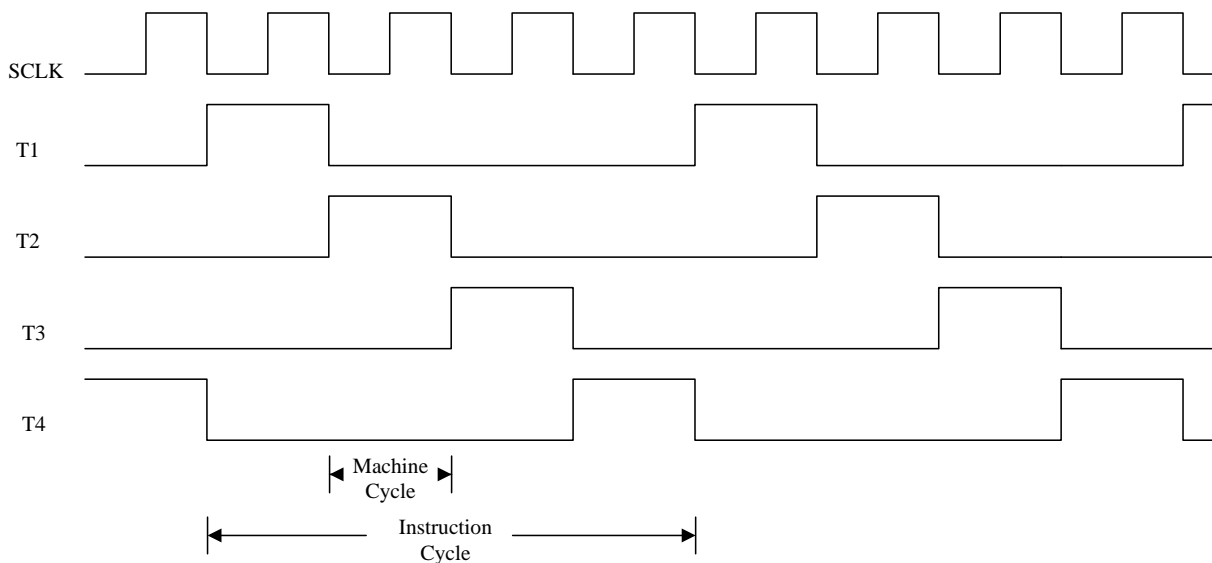 SCLK
T1
T2
T3
T4
Machine
Cycle
Instruction
Cycle